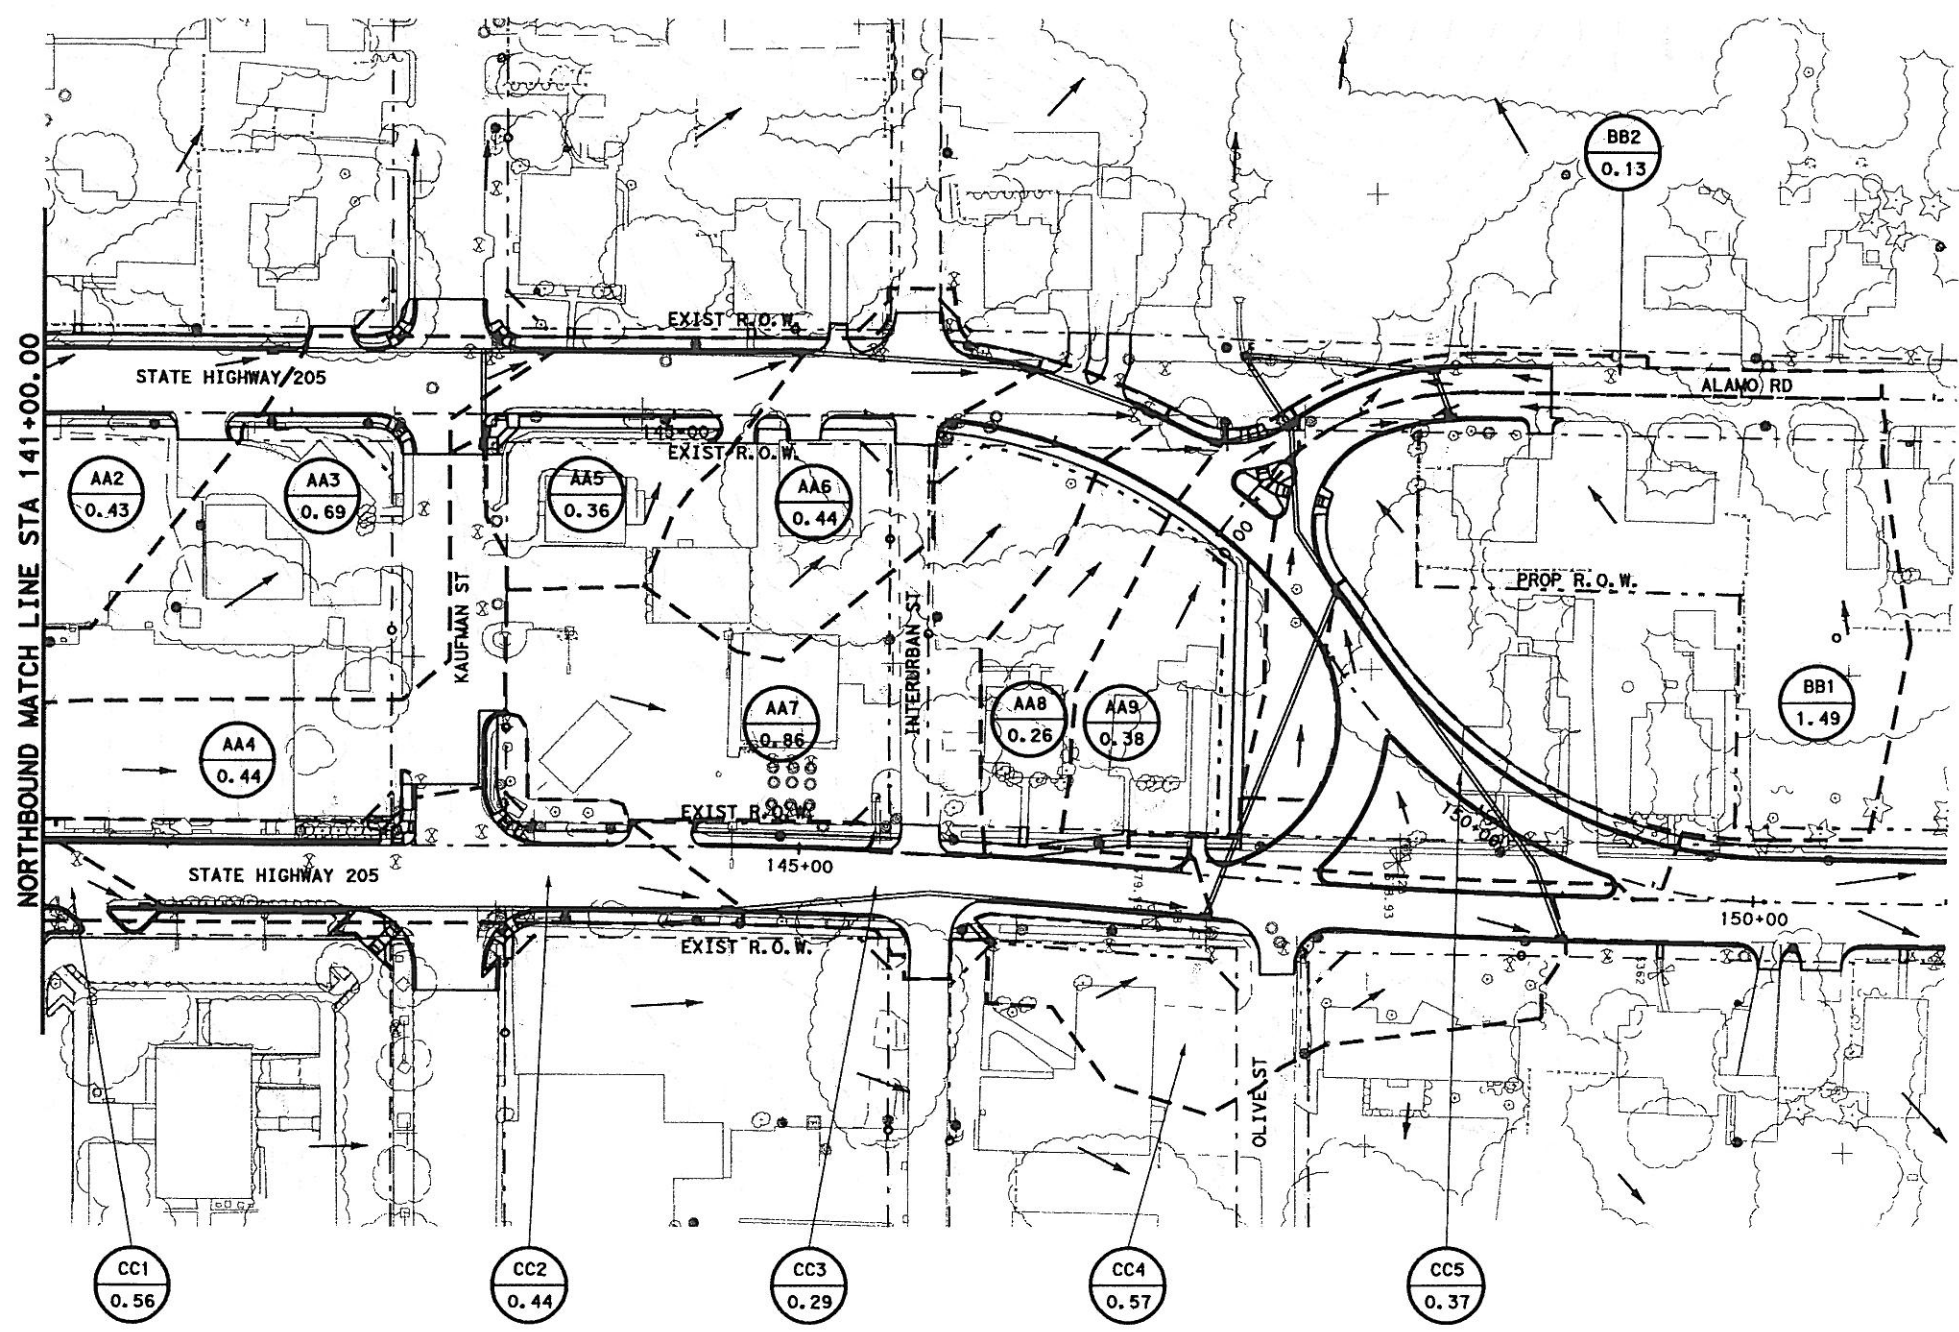 BB2
0.13
EXIST R.O.W.
STATE HIGHWAY 205
ALAMO RD
EXIST R.O.W.
AA2
0.43
AA3
0.69
AA5
0.36
AA6
0.44
00
PROP R.O.W.
NORTHBOUND MATCH LINE STA 141+00.00
KAUFMAN ST
INTERURBAN ST
AA4
0.44
AA7
0.86
AA8
0.26
AA9
0.38
BB1
1.49
EXIST R.O.W.
145+00
STATE HIGHWAY 205
150+00
EXIST R.O.W.
OLIVE ST
CC1
0.56
CC2
0.44
CC3
0.29
CC4
0.57
CC5
0.37